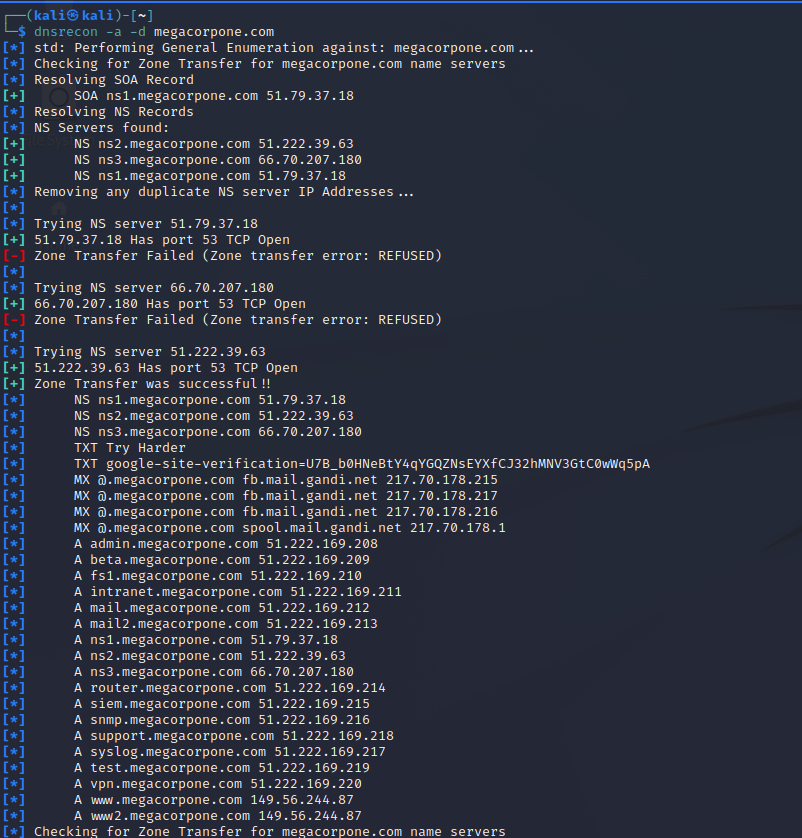 ┌──(kali㉿kali)-[~]
└─$ dnsrecon -a -d megacorpone.com
[*] std: Performing General Enumeration against: megacorpone.com...
[*] Checking for Zone Transfer for megacorpone.com name servers
[*] Resolving SOA Record
[+] SOA ns1.megacorpone.com 51.79.37.18
[*] Resolving NS Records
[*] NS Servers found:
[+] NS ns2.megacorpone.com 51.222.39.63
[+] NS ns3.megacorpone.com 66.70.207.180
[+] NS ns1.megacorpone.com 51.79.37.18
[*] Removing any duplicate NS server IP Addresses...
[*]
[*] Trying NS server 51.79.37.18
[+] 51.79.37.18 Has port 53 TCP Open
[-] Zone Transfer Failed (Zone transfer error: REFUSED)
[*]
[*] Trying NS server 66.70.207.180
[+] 66.70.207.180 Has port 53 TCP Open
[-] Zone Transfer Failed (Zone transfer error: REFUSED)
[*]
[*] Trying NS server 51.222.39.63
[+] 51.222.39.63 Has port 53 TCP Open
[+] Zone Transfer was successful!!
[*] NS ns1.megacorpone.com 51.79.37.18
[*] NS ns2.megacorpone.com 51.222.39.63
[*] NS ns3.megacorpone.com 66.70.207.180
[*] TXT Try Harder
[*] TXT google-site-verification=U7B_b0HNeBtY4qYGQZNsEYXfCJ32hMNV3GtC0wWq5pA
[*] MX @.megacorpone.com fb.mail.gandi.net 217.70.178.215
[*] MX @.megacorpone.com fb.mail.gandi.net 217.70.178.217
[*] MX @.megacorpone.com fb.mail.gandi.net 217.70.178.216
[*] MX @.megacorpone.com spool.mail.gandi.net 217.70.178.1
[*] A admin.megacorpone.com 51.222.169.208
[*] A beta.megacorpone.com 51.222.169.209
[*] A fs1.megacorpone.com 51.222.169.210
[*] A intranet.megacorpone.com 51.222.169.211
[*] A mail.megacorpone.com 51.222.169.212
[*] A mail2.megacorpone.com 51.222.169.213
[*] A ns1.megacorpone.com 51.79.37.18
[*] A ns2.megacorpone.com 51.222.39.63
[*] A ns3.megacorpone.com 66.70.207.180
[*] A router.megacorpone.com 51.222.169.214
[*] A siem.megacorpone.com 51.222.169.215
[*] A snmp.megacorpone.com 51.222.169.216
[*] A support.megacorpone.com 51.222.169.218
[*] A syslog.megacorpone.com 51.222.169.217
[*] A test.megacorpone.com 51.222.169.219
[*] A vpn.megacorpone.com 51.222.169.220
[*] A www.megacorpone.com 149.56.244.87
[*] A www2.megacorpone.com 149.56.244.87
[*] Checking for Zone Transfer for megacorpone.com name servers